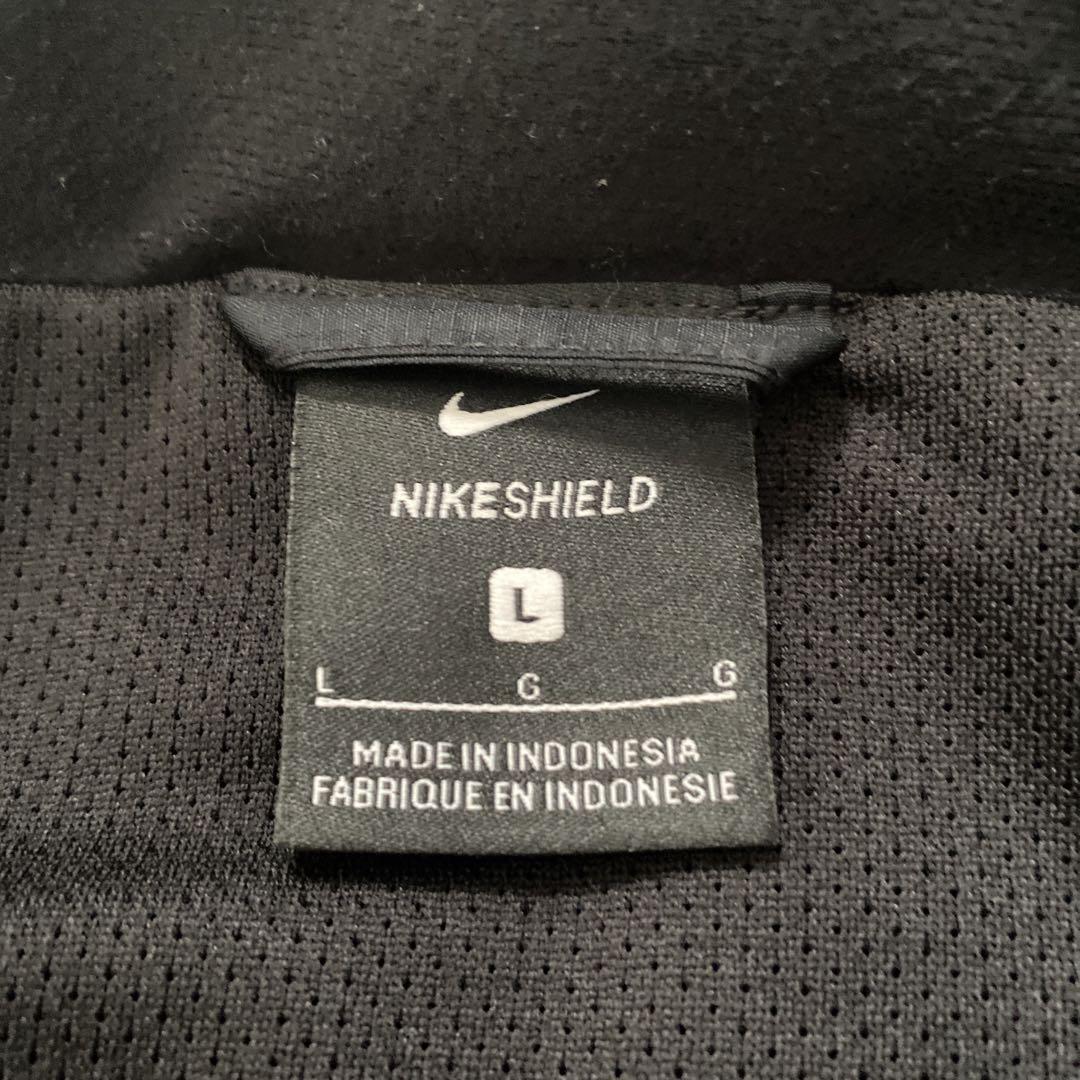 NIKESHIELD
L
L G G
MADE IN INDONESIA
FABRIQUE EN INDONESIE